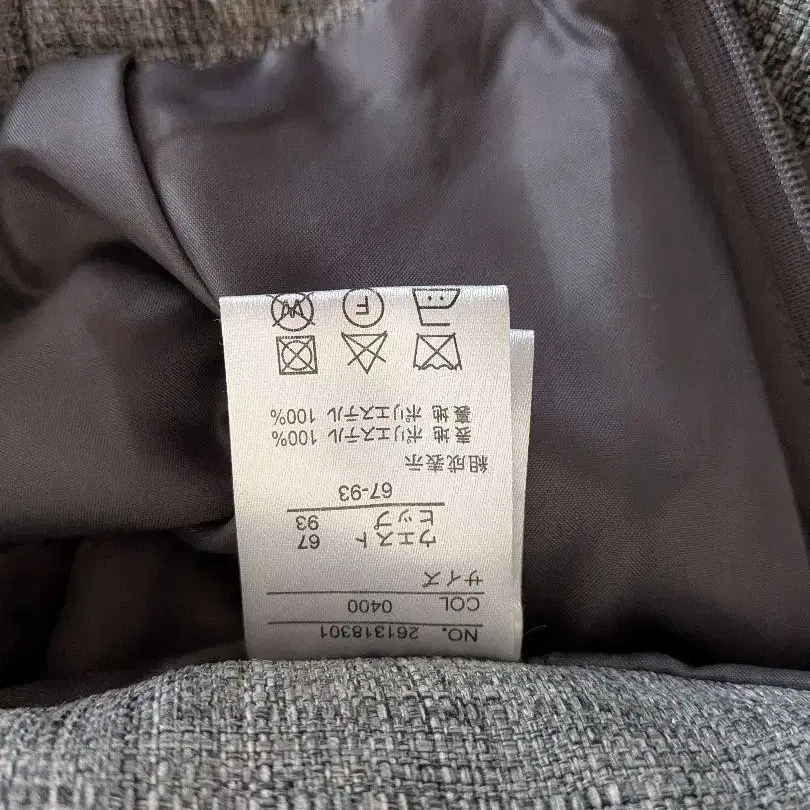 NO. 261318301
COL 0400
サイズ
ウエスト 67
ヒップ 93
67-93
組成表示
表地 ポリエステル 100%
裏地 ポリエステル 100%
F
W